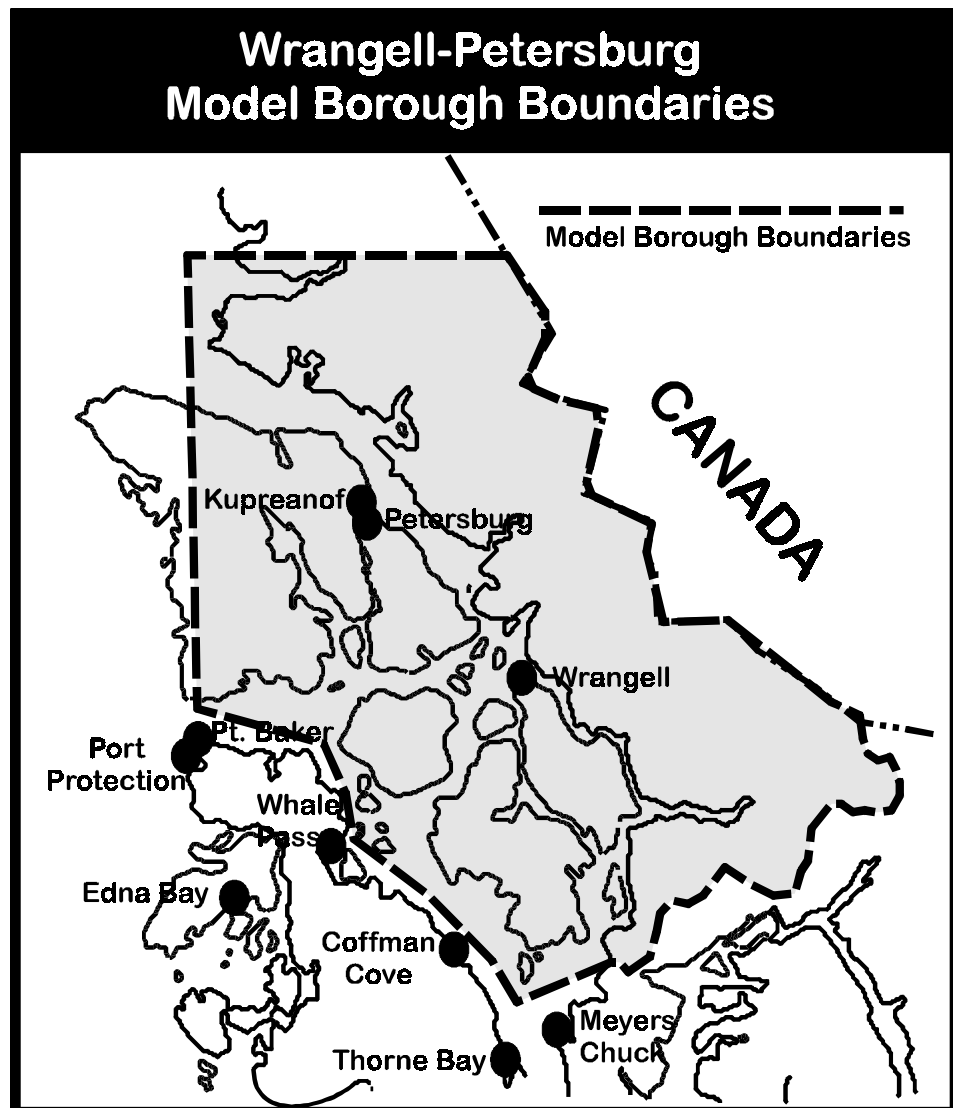 Wrangell-Petersburg
Model Borough Boundaries
Model Borough Boundaries
CANADA
Kupreanof
Petersburg
Wrangell
Pt. Baker
Port
Protection
Whale
Pass
Edna Bay
Coffman
Cove
Meyers
Chuck
Thorne Bay